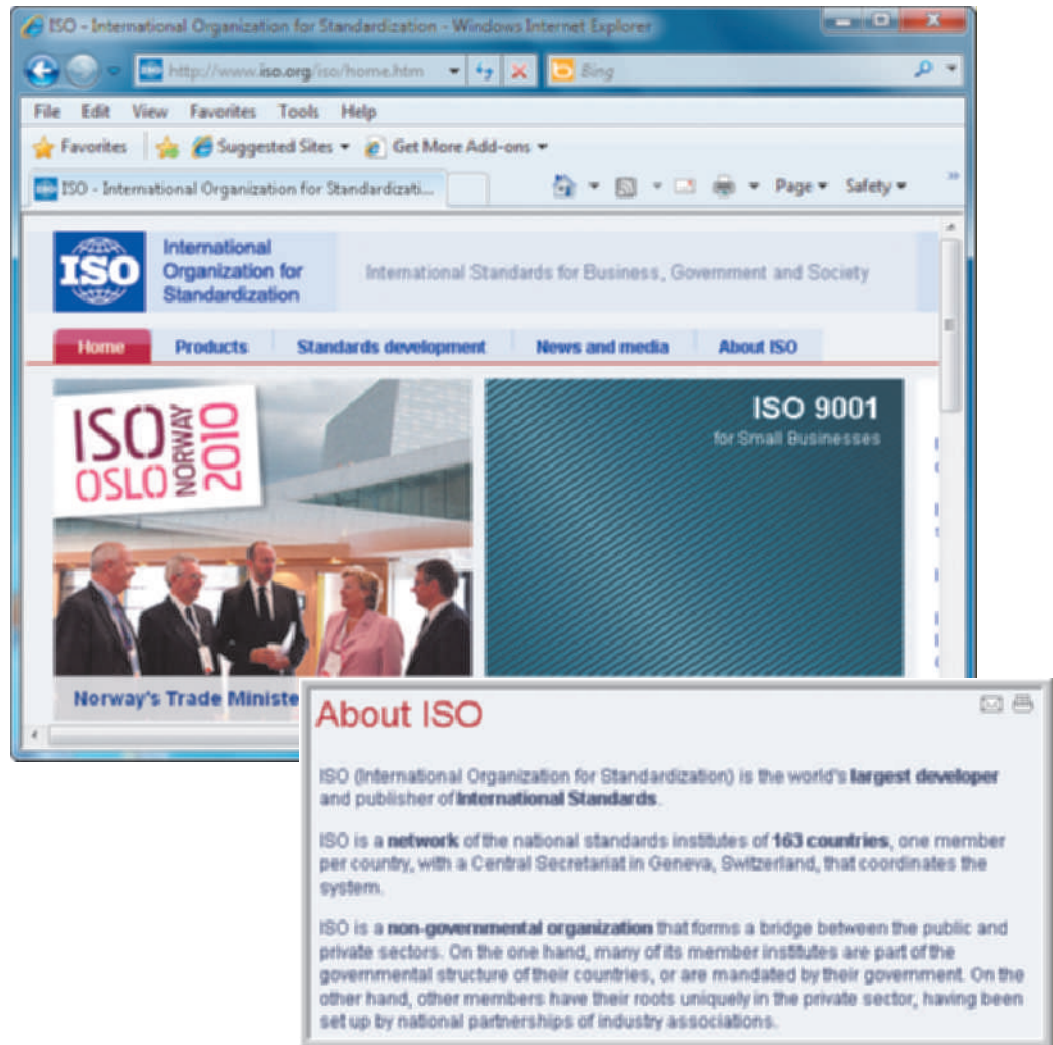 ISO - International Organization for Standardization - Windows Internet Explorer
http://www.iso.org/iso/home.htm
Bing
File Edit View Favorites Tools Help
Favorites Suggested Sites Get More Add-ons
ISO - International Organization for Standardizati...
Page Safety
ISO
International
Organization for
Standardization
International Standards for Business, Government and Society
Home Products Standards development News and media About ISO
ISO
OSLO
NORWAY
2010
ISO 9001
for Small Businesses
Norway's Trade Ministe
About ISO
ISO (International Organization for Standardization) is the world's largest developer
and publisher of International Standards.
ISO is a network of the national standards institutes of 163 countries, one member
per country, with a Central Secretariat in Geneva, Switzerland, that coordinates the
system.
ISO is a non-governmental organization that forms a bridge between the public and
private sectors. On the one hand, many of its member institutes are part of the
governmental structure of their countries, or are mandated by their government. On the
other hand, other members have their roots uniquely in the private sector, having been
set up by national partnerships of industry associations.